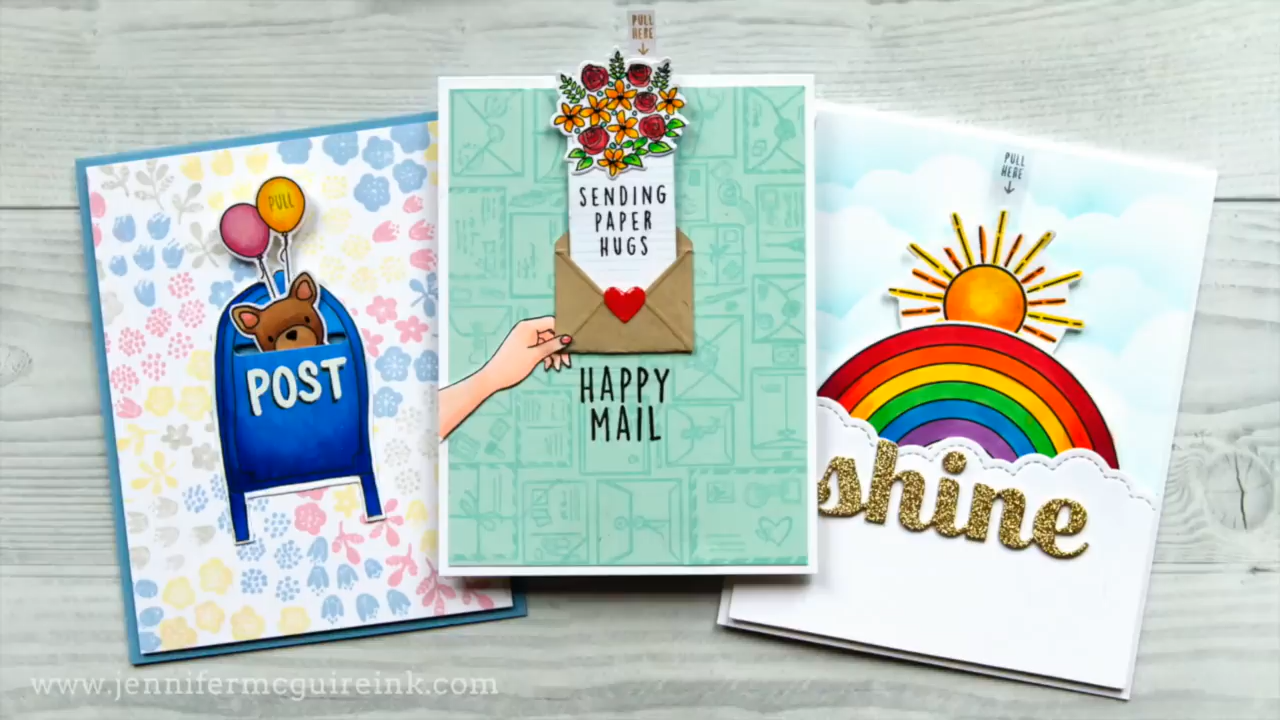 PULL
HERE
PULL
POST
SENDING
PAPER
HUGS
HAPPY
MAIL
PULL
HERE
shine
www.jennifermcguireink.com